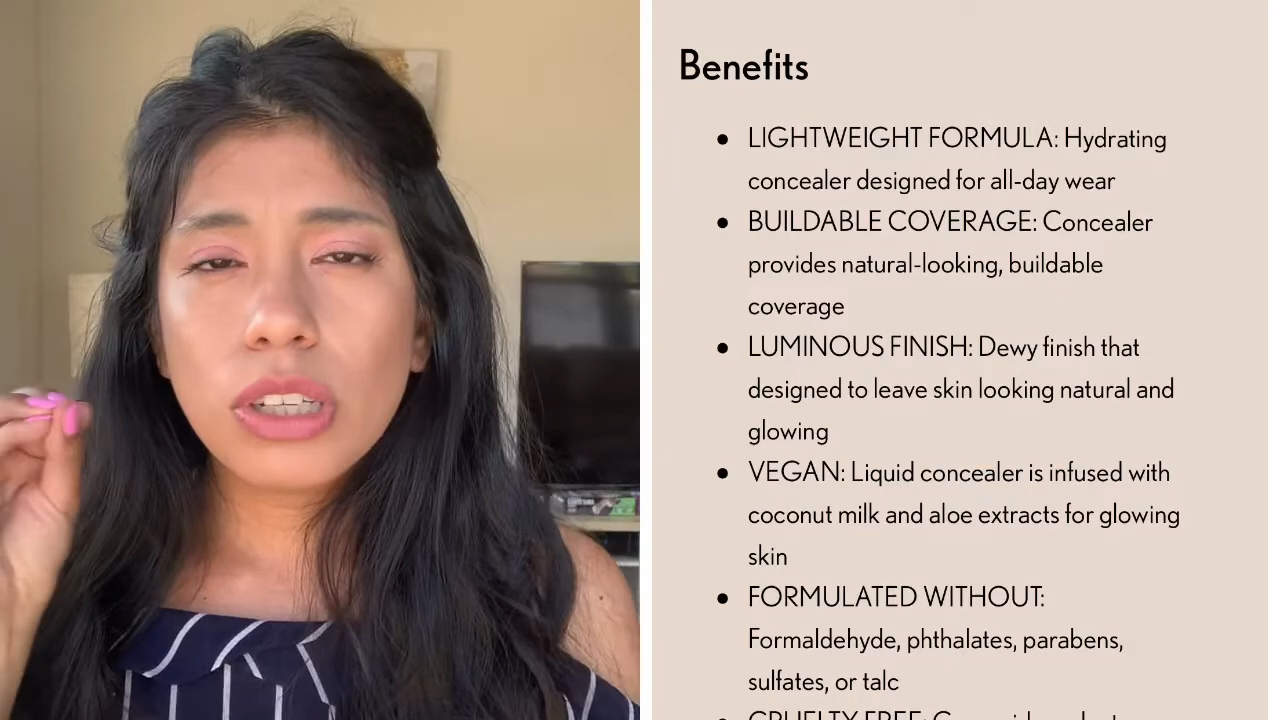 Benefits
• LIGHTWEIGHT FORMULA: Hydrating
concealer designed for all-day wear
• BUILDABLE COVERAGE: Concealer
provides natural-looking, buildable
coverage
• LUMINOUS FINISH: Dewy finish that
designed to leave skin looking natural and
glowing
• VEGAN: Liquid concealer is infused with
coconut milk and aloe extracts for glowing
skin
• FORMULATED WITHOUT:
Formaldehyde, phthalates, parabens,
sulfates, or talc